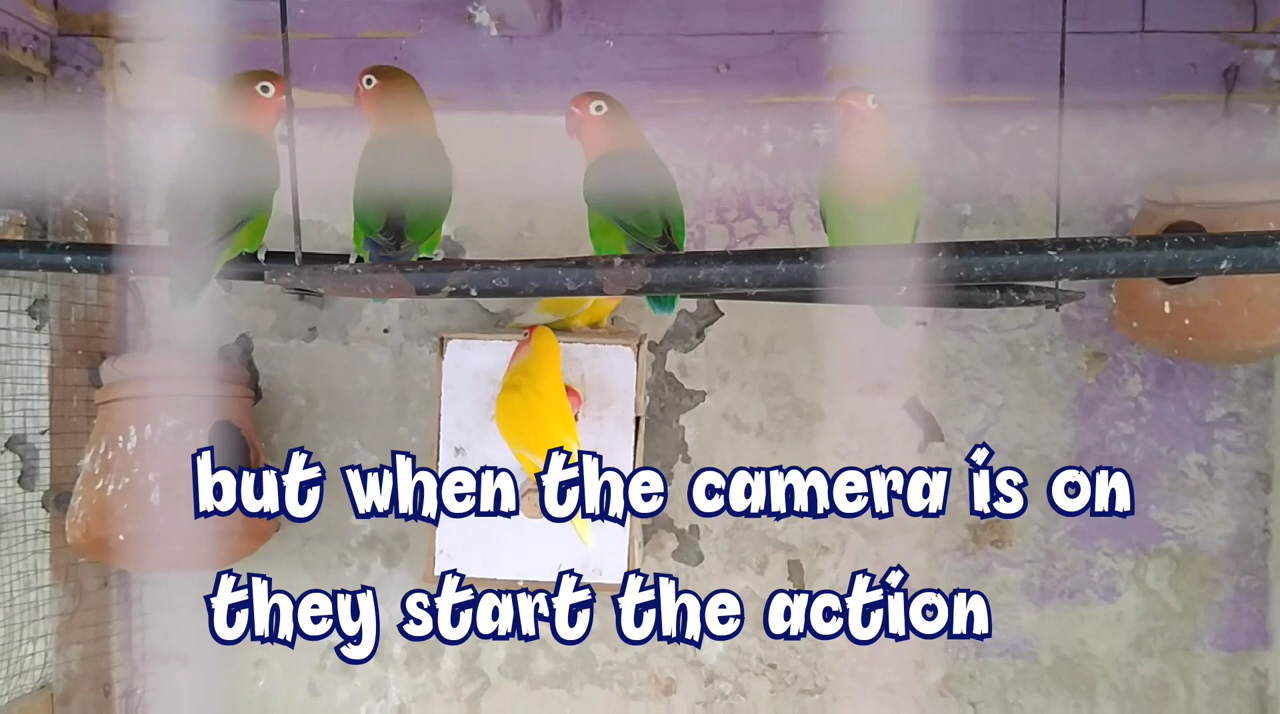 but when the camera is on
they start the action